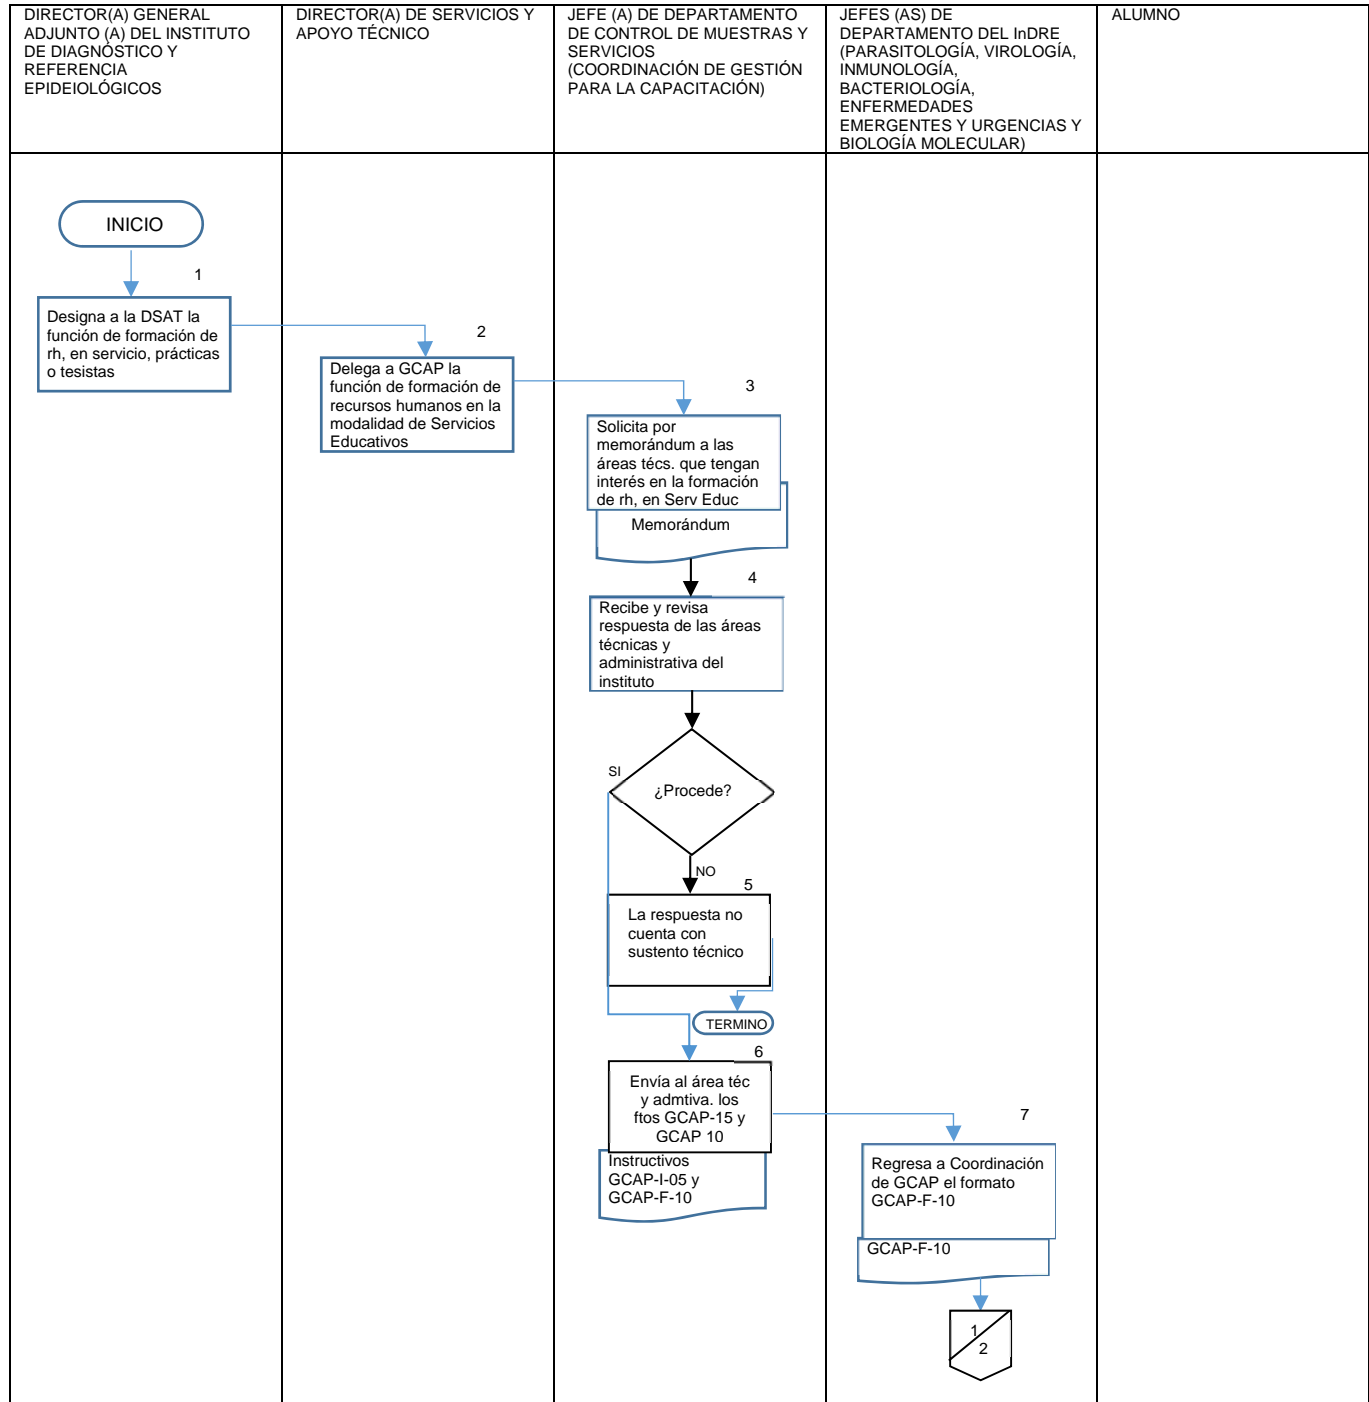 DIRECTOR(A) GENERAL
ADJUNTO (A) DEL INSTITUTO
DE DIAGNÓSTICO Y
REFERENCIA
EPIDEIOLÓGICOS
DIRECTOR(A) DE SERVICIOS Y
APOYO TÉCNICO
JEFE (A) DE DEPARTAMENTO
DE CONTROL DE MUESTRAS Y
SERVICIOS
(COORDINACIÓN DE GESTIÓN
PARA LA CAPACITACIÓN)
JEFES (AS) DE
DEPARTAMENTO DEL InDRE
(PARASITOLOGÍA, VIROLOGÍA,
INMUNOLOGÍA,
BACTERIOLOGÍA,
ENFERMEDADES
EMERGENTES Y URGENCIAS Y
BIOLOGÍA MOLECULAR)
ALUMNO
INICIO
1
Designa a la DSAT la
función de formación de
rh, en servicio, prácticas
o tesistas
2
Delega a GCAP la
función de formación de
recursos humanos en la
modalidad de Servicios
Educativos
3
Solicita por
memorándum a las
áreas técs. que tengan
interés en la formación
de rh, en Serv Educ
Memorándum
4
Recibe y revisa
respuesta de las áreas
técnicas y
administrativa del
instituto
SI
¿Procede?
NO
5
La respuesta no
cuenta con
sustento técnico
TERMINO
6
Envía al área téc
y admtiva. los
ftos GCAP-15 y
GCAP 10
Instructivos
GCAP-I-05 y
GCAP-F-10
7
Regresa a Coordinación
de GCAP el formato
GCAP-F-10
GCAP-F-10
1
2